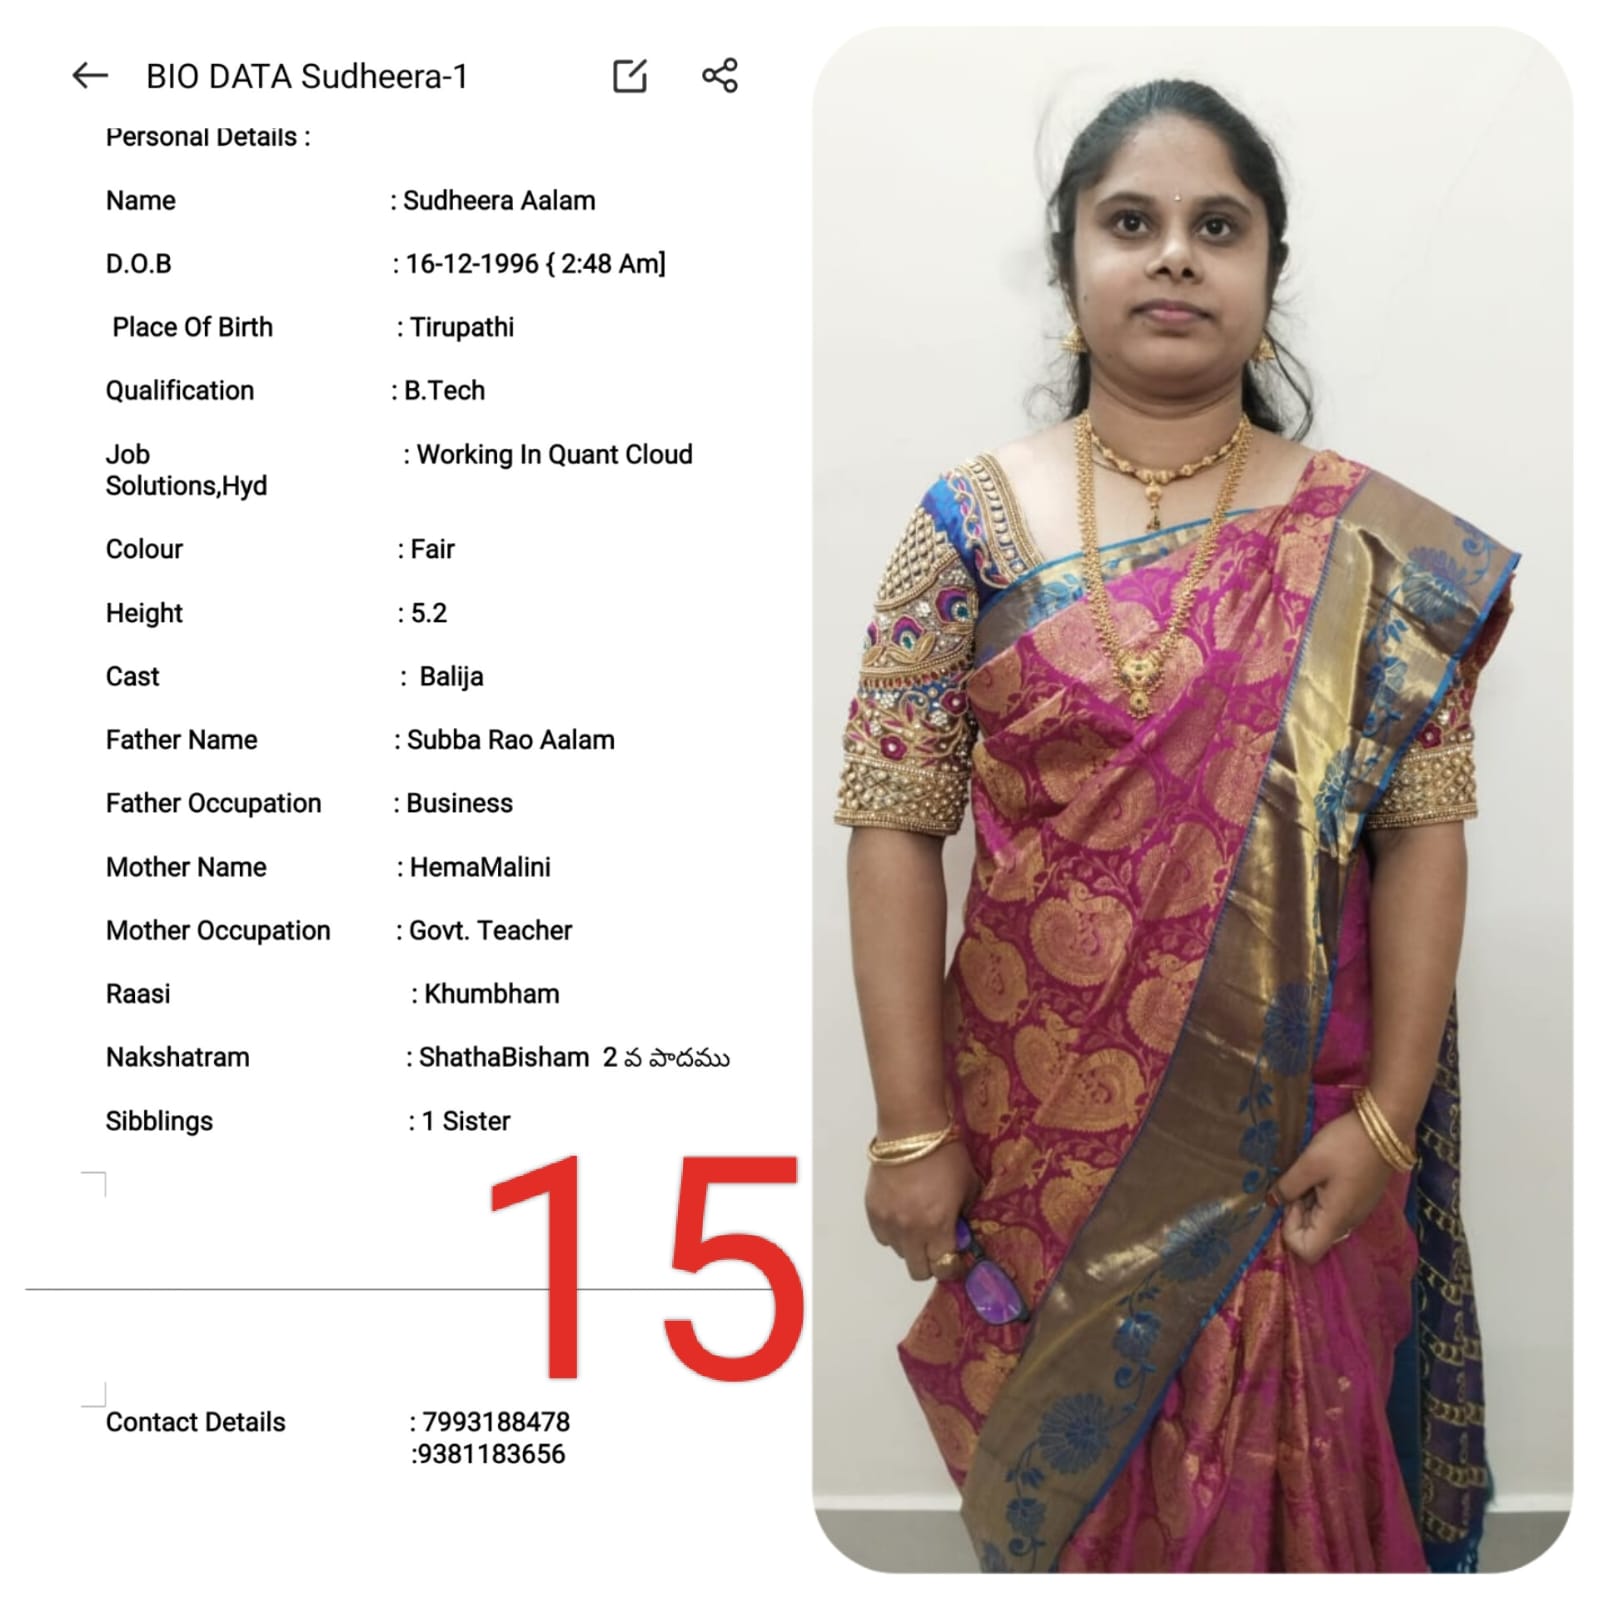 BIO DATA Sudheera-1
Personal Details :
Name : Sudheera Aalam
D.O.B : 16-12-1996 { 2:48 Am]
Place Of Birth : Tirupathi
Qualification : B.Tech
Job : Working In Quant Cloud
Solutions,Hyd
Colour : Fair
Height : 5.2
Cast : Balija
Father Name : Subba Rao Aalam
Father Occupation : Business
Mother Name : HemaMalini
Mother Occupation : Govt. Teacher
Raasi : Khumbham
Nakshatram : ShathaBisham 2 వ పాదము
Sibblings : 1 Sister
15
Contact Details : 7993188478
:9381183656